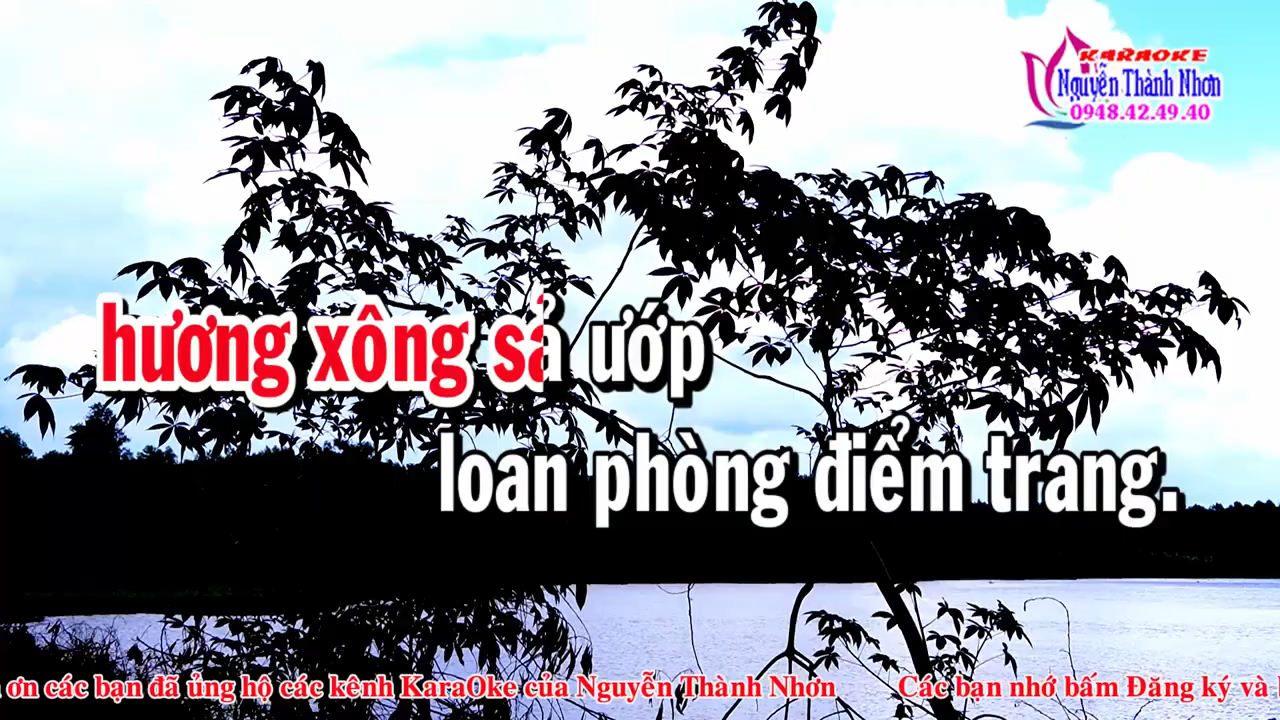 KARAOKE
Nguyễn Thành Nhơn
0948.42.49.40
hương xông sả ướp
loan phòng điểm trang.
ơn các bạn đã ủng hộ các kênh KaraOke của Nguyễn Thành Nhơn Các bạn nhớ bấm Đăng ký và